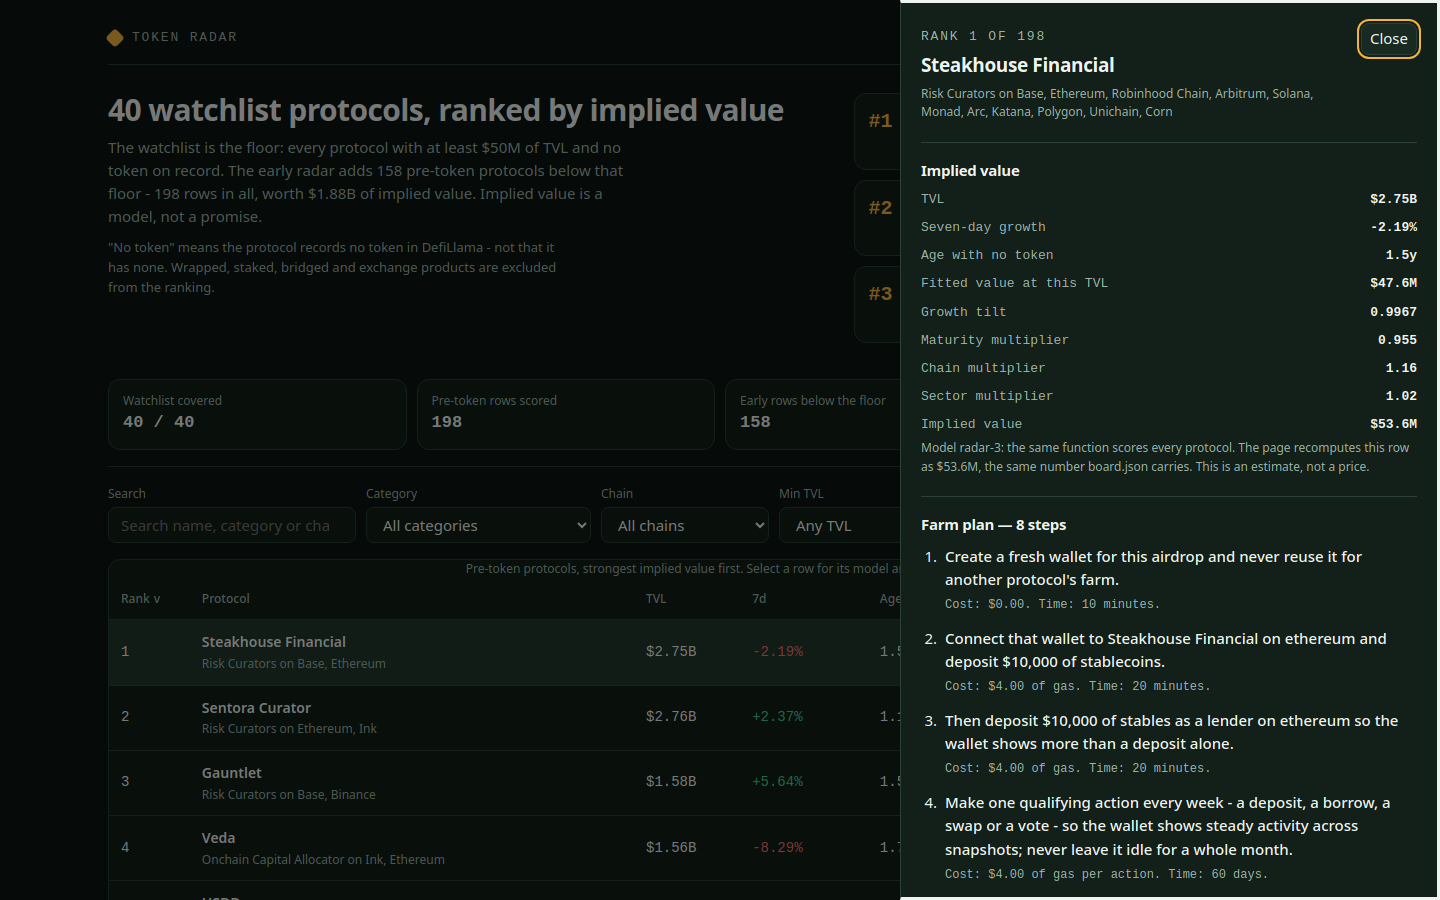 TOKEN RADAR
40 watchlist protocols, ranked by implied value
The watchlist is the floor: every protocol with at least $50M of TVL and no
token on record. The early radar adds 158 pre-token protocols below that
floor - 198 rows in all, worth $1.88B of implied value. Implied value is a
model, not a promise.
"No token" means the protocol records no token in DefiLlama - not that it
has none. Wrapped, staked, bridged and exchange products are excluded
from the ranking.
#1
#2
#3
Watchlist covered
40 / 40
Pre-token rows scored
198
Early rows below the floor
158
Search
Category
Chain
Min TVL
Search name, category or cha
All categories
All chains
Any TVL
Pre-token protocols, strongest implied value first. Select a row for its model a
Rank v
Protocol
TVL
7d
Age
1
Steakhouse Financial
Risk Curators on Base, Ethereum
$2.75B
-2.19%
1.5
2
Sentora Curator
Risk Curators on Ethereum, Ink
$2.76B
+2.37%
1.1
3
Gauntlet
Risk Curators on Base, Binance
$1.58B
+5.64%
1.5
4
Veda
Onchain Capital Allocator on Ink, Ethereum
$1.56B
-8.29%
1.7
RANK 1 OF 198
Close
Steakhouse Financial
Risk Curators on Base, Ethereum, Robinhood Chain, Arbitrum, Solana,
Monad, Arc, Katana, Polygon, Unichain, Corn
Implied value
TVL $2.75B
Seven-day growth -2.19%
Age with no token 1.5y
Fitted value at this TVL $47.6M
Growth tilt 0.9967
Maturity multiplier 0.955
Chain multiplier 1.16
Sector multiplier 1.02
Implied value $53.6M
Model radar-3: the same function scores every protocol. The page recomputes this row
as $53.6M, the same number board.json carries. This is an estimate, not a price.
Farm plan — 8 steps
1. Create a fresh wallet for this airdrop and never reuse it for
another protocol's farm.
Cost: $0.00. Time: 10 minutes.
2. Connect that wallet to Steakhouse Financial on ethereum and
deposit $10,000 of stablecoins.
Cost: $4.00 of gas. Time: 20 minutes.
3. Then deposit $10,000 of stables as a lender on ethereum so the
wallet shows more than a deposit alone.
Cost: $4.00 of gas. Time: 20 minutes.
4. Make one qualifying action every week - a deposit, a borrow, a
swap or a vote - so the wallet shows steady activity across
snapshots; never leave it idle for a whole month.
Cost: $4.00 of gas per action. Time: 60 days.